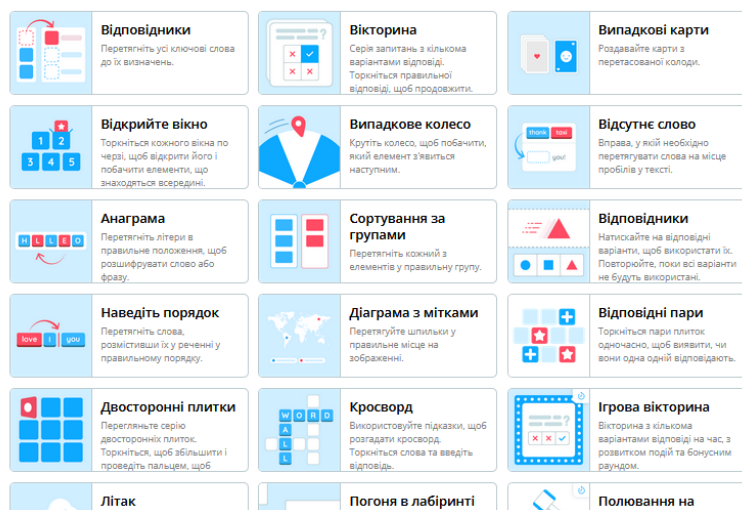 Відповідники
Перетягніть усі ключові слова
до їх визначень.
?
Вікторина
Серія запитань з кількома
варіантами відповіді.
Торкніться правильної
відповіді, щоб продовжити.
Випадкові карти
Роздавайте карти з
перетасованої колоди.
1 2
3 4 5
Відкрийте вікно
Торкніться кожного вікна по
черзі, щоб відкрити його і
побачити елементи, що
знаходяться всередині.
Випадкове колесо
Крутіть колесо, щоб побачити,
який елемент з'явиться
наступним.
thank taxi
you!
Відсутнє слово
Вправа, у якій необхідно
перетягувати слова на місце
пробілів у тексті.
H L L E O
Анаграма
Перетягніть літери в
правильне положення, щоб
розшифрувати слово або
фразу.
Сортування за
групами
Перетягніть кожний з
елементів у правильну групу.
Відповідники
Натискайте на відповідні
варіанти, щоб використати їх.
Повторюйте, поки всі варіанти
не будуть використані.
love I you
Наведіть порядок
Перетягніть слова,
розмістивши їх у реченні у
правильному порядку.
Діаграма з мітками
Перетягуйте шпильки у
правильне місце на
зображенні.
Відповідні пари
Торкніться пари плиток
одночасно, щоб виявити, чи
вони одна одній відповідають.
Двосторонні плитки
Перегляньте серію
двосторонніх плиток.
Торкніться, щоб збільшити і
проведіть пальцем, щоб
W O R D
A
L
L
Кросворд
Використовуйте підказки, щоб
розгадати кросворд.
Торкніться слова та введіть
відповідь.
?
Ігрова вікторина
Вікторина з кількома
варіантами відповіді на час, з
розвитком подій та бонусним
раундом.
Літак
Погоня в лабіринті
Полювання на